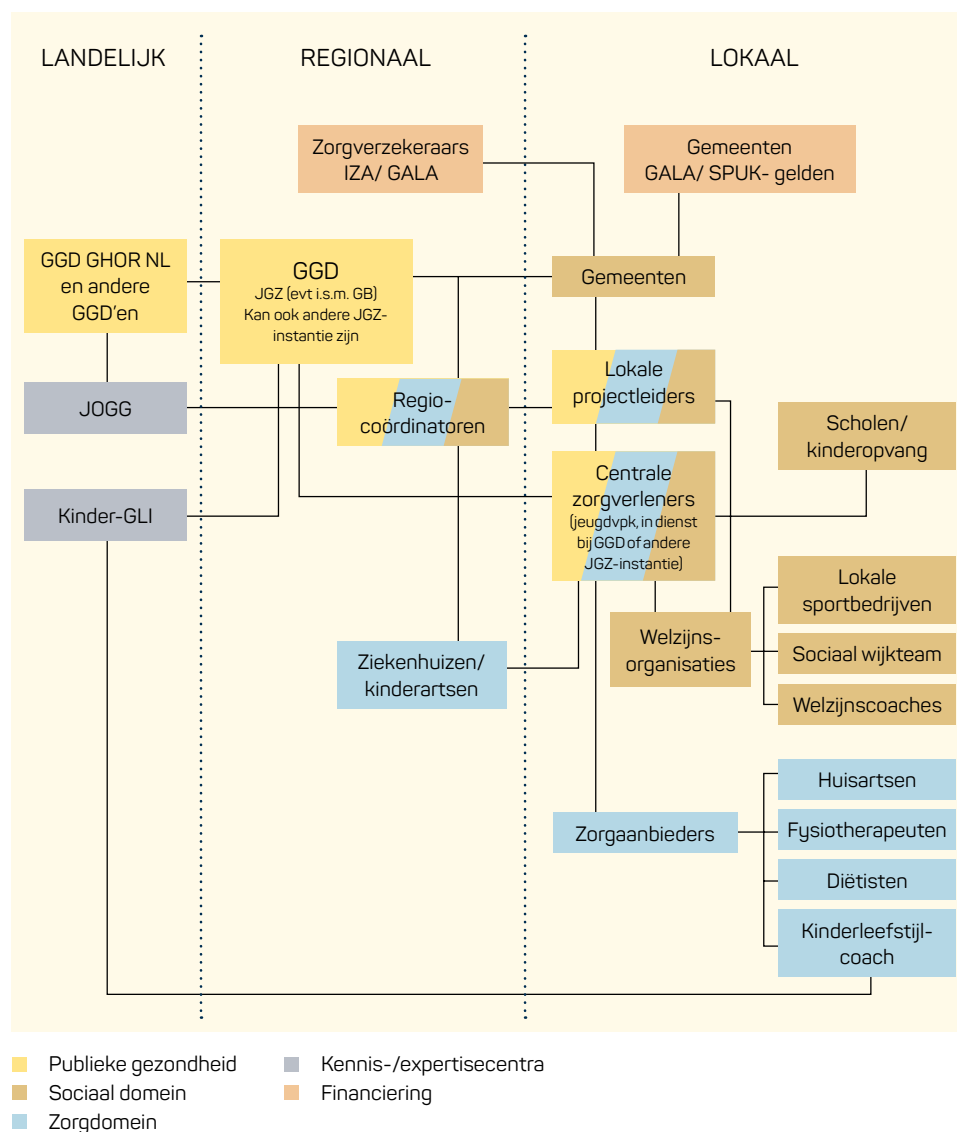 LANDELIJK
REGIONAAL
LOKAAL
Zorgverzekeraars
IZA/ GALA
Gemeenten
GALA/ SPUK- gelden
GGD GHOR NL
en andere
GGD'en
GGD
JGZ (evt i.s.m. GB)
Kan ook andere JGZ-
instantie zijn
Gemeenten
JOGG
Regio-
coördinatoren
Lokale
projectleiders
Scholen/
kinderopvang
Kinder-GLI
Centrale
zorgverleners
(jeugdvpk, in dienst
bij GGD of andere
JGZ-instantie)
Lokale
sportbedrijven
Ziekenhuizen/
kinderartsen
Welzijns-
organisaties
Sociaal wijkteam
Welzijnscoaches
Huisartsen
Zorgaanbieders
Fysiotherapeuten
Diëtisten
Kinderleefstijl-
coach
Publieke gezondheid
Sociaal domein
Zorgdomein
Kennis-/expertisecentra
Financiering